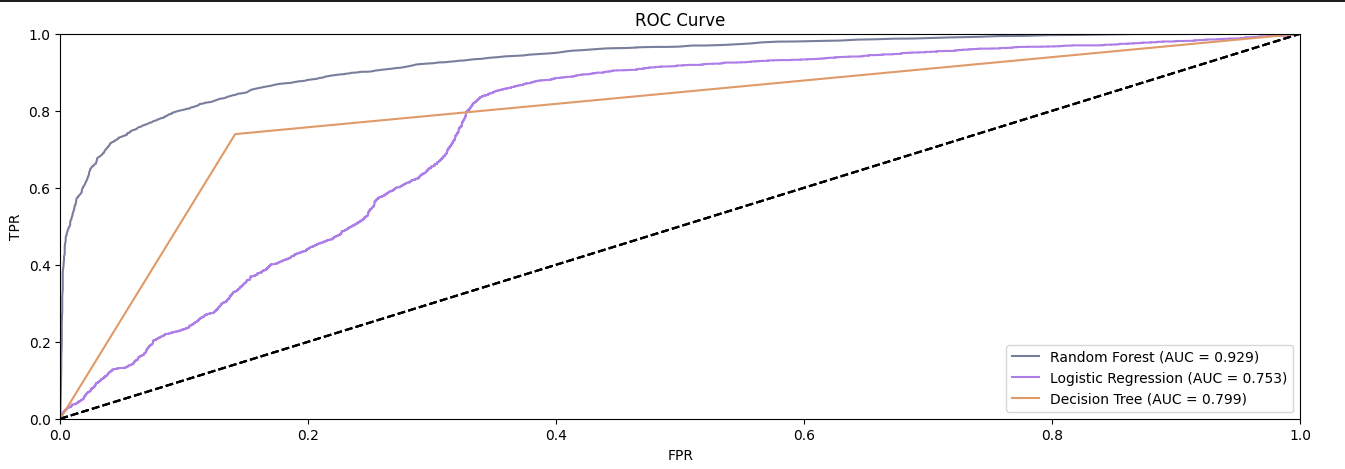 ROC Curve
1.0
0.8
0.6
0.4
0.2
0.0
TPR
Random Forest (AUC = 0.929)
Logistic Regression (AUC = 0.753)
Decision Tree (AUC = 0.799)
0.0 0.2 0.4 0.6 0.8 1.0
FPR